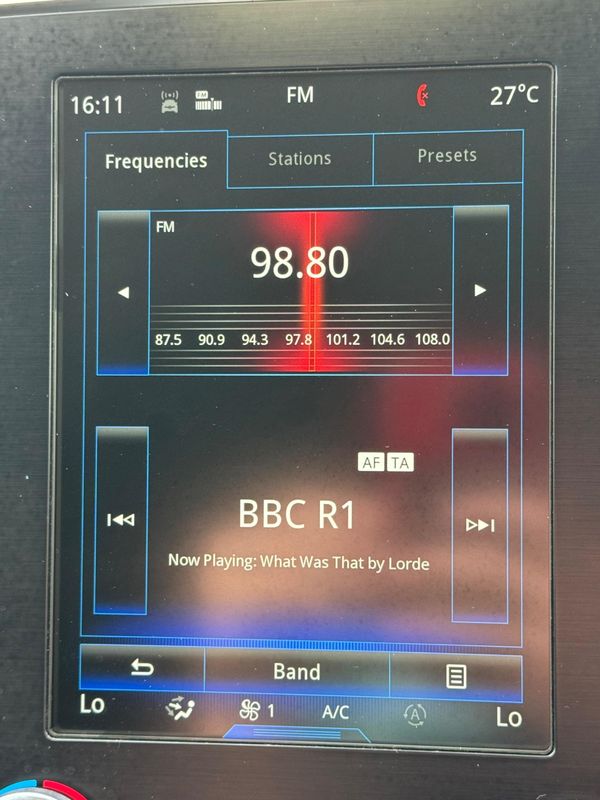 16:11 FM FM 27°C
Frequencies Stations Presets
FM
98.80
87.5 90.9 94.3 97.8 101.2 104.6 108.0
AF TA
BBC R1
Now Playing: What Was That by Lorde
Band
Lo 1 A/C A Lo